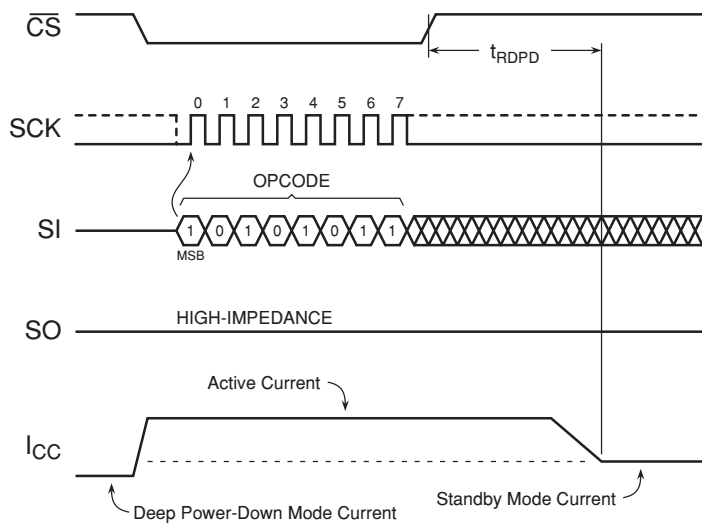 CS
tRDPD
0 1 2 3 4 5 6 7
SCK
OPCODE
SI
1 0 1 0 1 0 1 1
MSB
HIGH-IMPEDANCE
SO
Active Current
ICC
Deep Power-Down Mode Current
Standby Mode Current